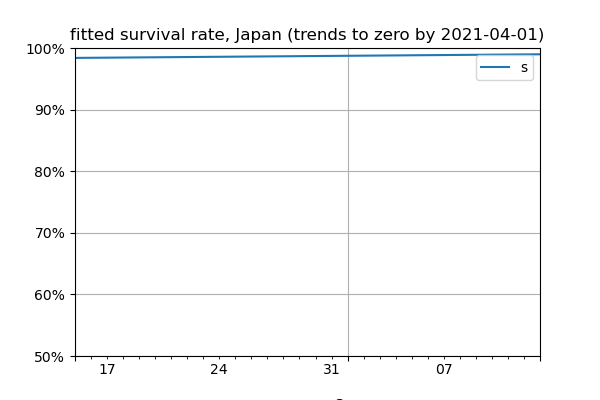 fitted survival rate, Japan (trends to zero by 2021-04-01)
100%
s
90%
80%
70%
60%
50%
17 24 31 07